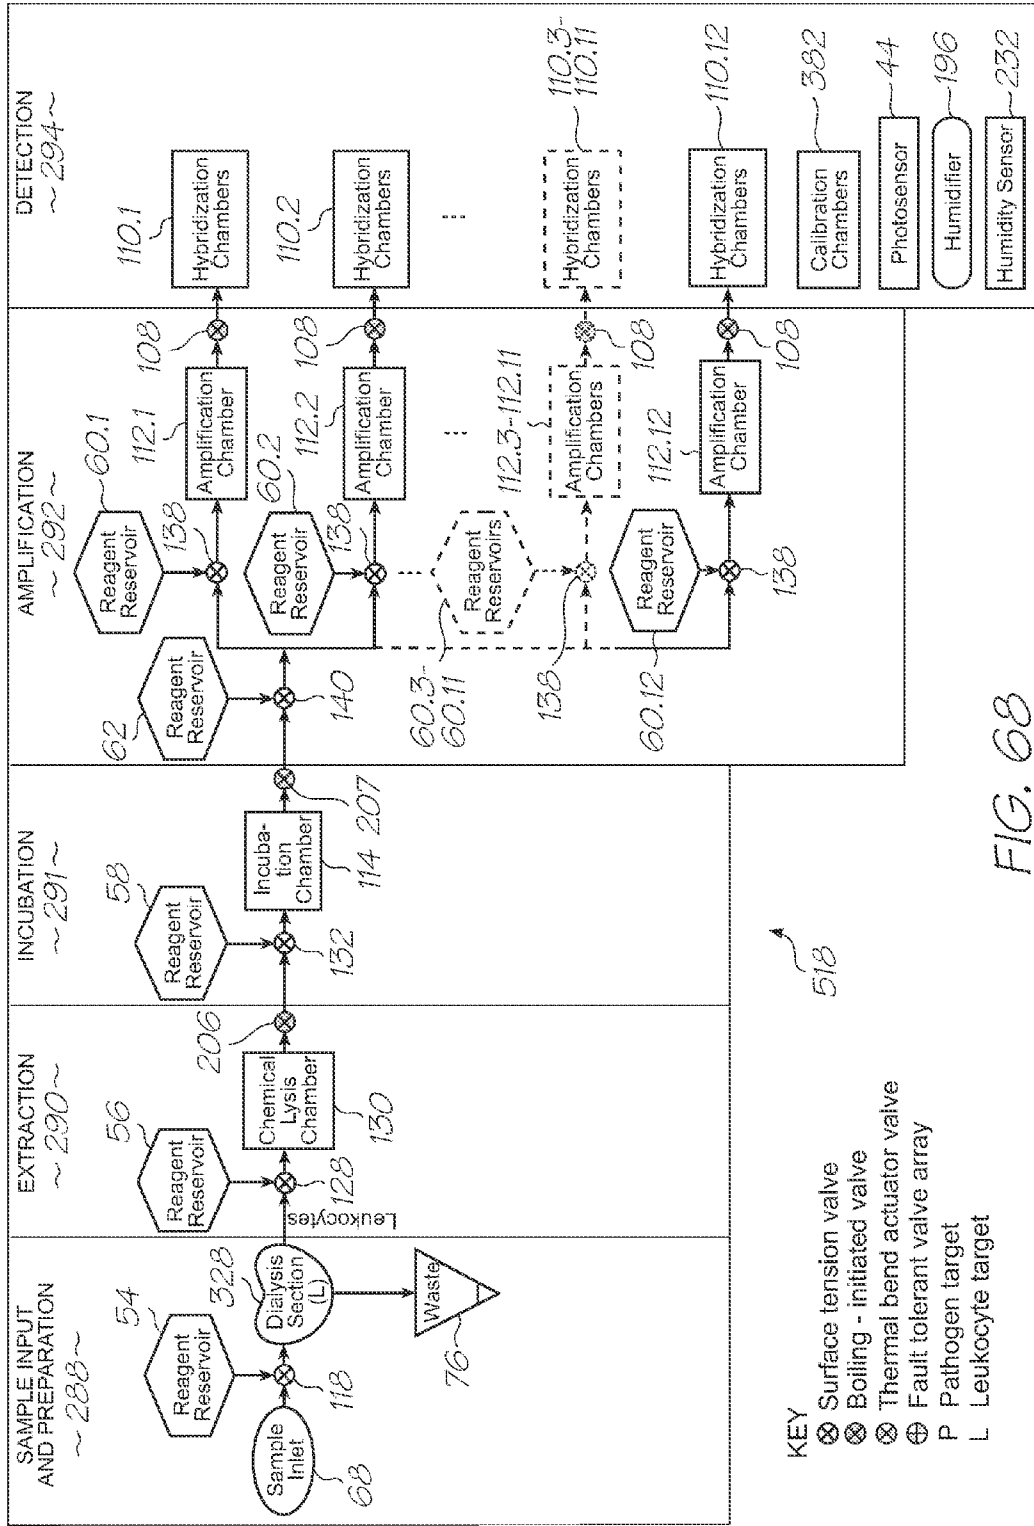 SAMPLE INPUT
AND PREPARATION
~288~
EXTRACTION
~290~
INCUBATION
~291~
AMPLIFICATION
~292~
DETECTION
~294~
54
Reagent
Reservoir
Sample
Inlet
68
118
328
Dialysis
Section
(L)
Waste
76
Leukocytes
56
Reagent
Reservoir
128
Chemical
Lysis
Chamber
130
206
58
Reagent
Reservoir
132
Incuba-
tion
Chamber
114
207
62
Reagent
Reservoir
140
60.1
Reagent
Reservoir
138
112.1
Amplification
Chamber
108
110.1
Hybridization
Chambers
60.2
Reagent
Reservoir
138
112.2
Amplification
Chamber
108
110.2
Hybridization
Chambers
60.3-
60.11
Reagent
Reservoirs
138
112.3-112.11
Amplification
Chambers
108
110.3-
110.11
Hybridization
Chambers
60.12
Reagent
Reservoir
138
112.12
Amplification
Chamber
108
110.12
Hybridization
Chambers
Calibration
Chambers
382
Photosensor
44
Humidifier
196
Humidity Sensor
232
518
KEY
Surface tension valve
Boiling - initiated valve
Thermal bend actuator valve
Fault tolerant valve array
P Pathogen target
L Leukocyte target
FIG. 68